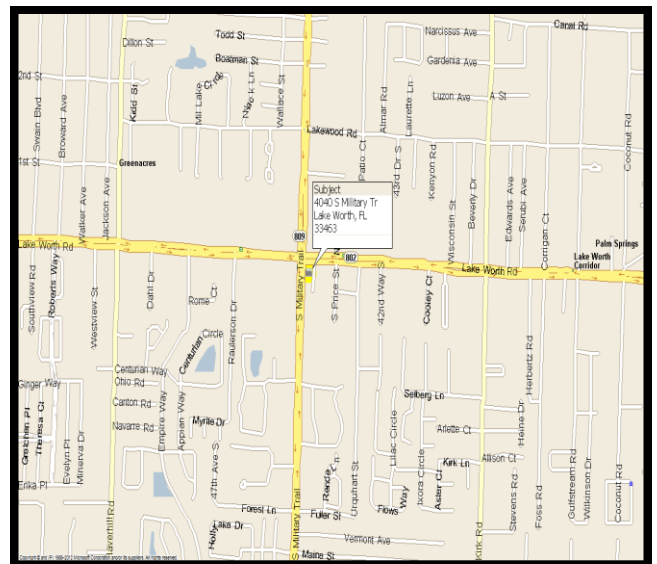 Canal Rd
Todd St
Narcissus Ave
Dillon St
Boatman St
Gardenia Ave
2nd St
Kidd St
Mil Lake
Wallace St
Almar Rd
Laurette Ln
Luzon Ave
A St
Swain Blvd
Broward Ave
Lakewood Rd
Coconut Rd
1st St
Greenacres
Patio Ct
43rd Dr S
Kenyon Rd
Walker Ave
Jackson Ave
Subject
4040 S Military Tr
Lake Worth, FL
33463
Wisconsin St
Beverly Dr
Edwards Ave
Serubi Ave
Corrigan Ct
809
802
Palm Springs
Lake Worth Rd
Lake Worth Rd
Lake Worth
Corridor
Southview Rd
Roberts Way
Westview St
Dahl Dr
Rome Ct
Raulerson Dr
S Military Trail
S Price St
42nd Way S
Cooley Ct
Centurian Circle
Herbertz Rd
Centurian Way
Ohio Rd
Ginger Way
Selberg Ln
Canton Rd
Empire Way
Appian Way
Myrtle Dr
Navarre Rd
Gretchen Pl
Theresa Ct
Evelyn Pl
Minerva Dr
Lilac Circle
Arlette Ct
Heine Dr
Kirk Ln
Allison Ct
Erika Pl
47th Ave S
Urquhart St
Ixora Circle
Aster Ct
Stevens Rd
Foss Rd
Gulfstream Rd
Wilkinson Dr
Coconut Rd
Haverhill Rd
Forest Ln
Fuller St
Flows Way
Holly Lake Dr
S Military Trail
Vermont Ave
Kirk Rd
Maine St